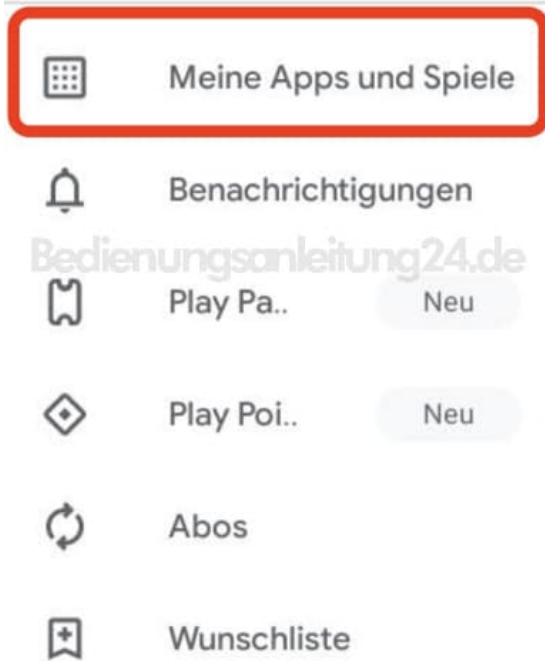 Meine Apps und Spiele
Benachrichtigungen
Bedienungsanleitung24.de
Play Pa.. Neu
Play Poi.. Neu
Abos
Wunschliste